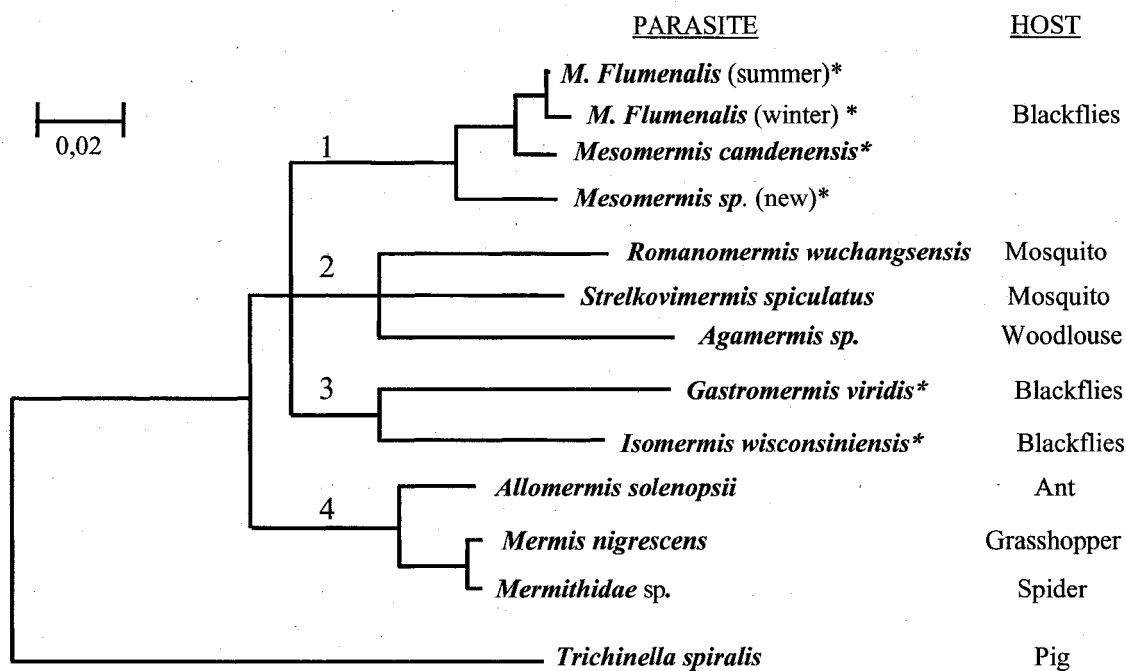 PARASITE HOST
M. Flumenalis (summer)*
0,02
M. Flumenalis (winter) * Blackflies
1
Mesomermis camdenensis*
Mesomermis sp. (new)*
Romanomermis wuchangsensis Mosquito
2
Strelkovimermis spiculatus Mosquito
Agamermis sp. Woodlouse
3
Gastromermis viridis* Blackflies
Isomermis wisconsiniensis* Blackflies
Allomermis solenopsii Ant
4
Mermis nigrescens Grasshopper
Mermithidae sp. Spider
Trichinella spiralis Pig